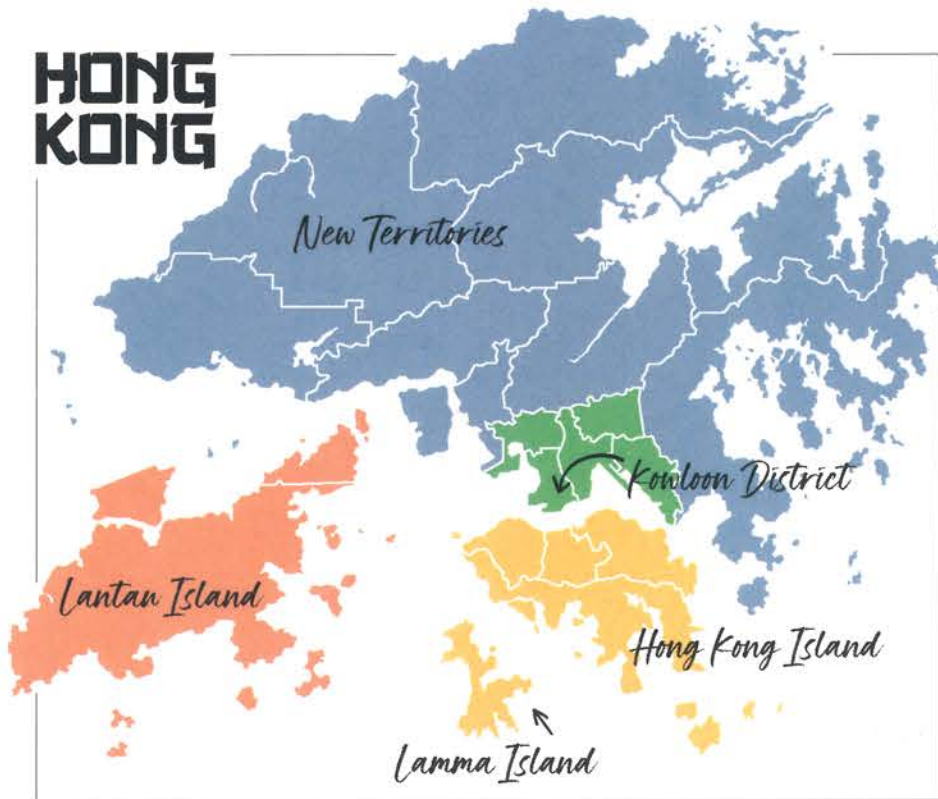 HONG
KONG
New Territories
Kowloon District
Lantau Island
Hong Kong Island
Lamma Island